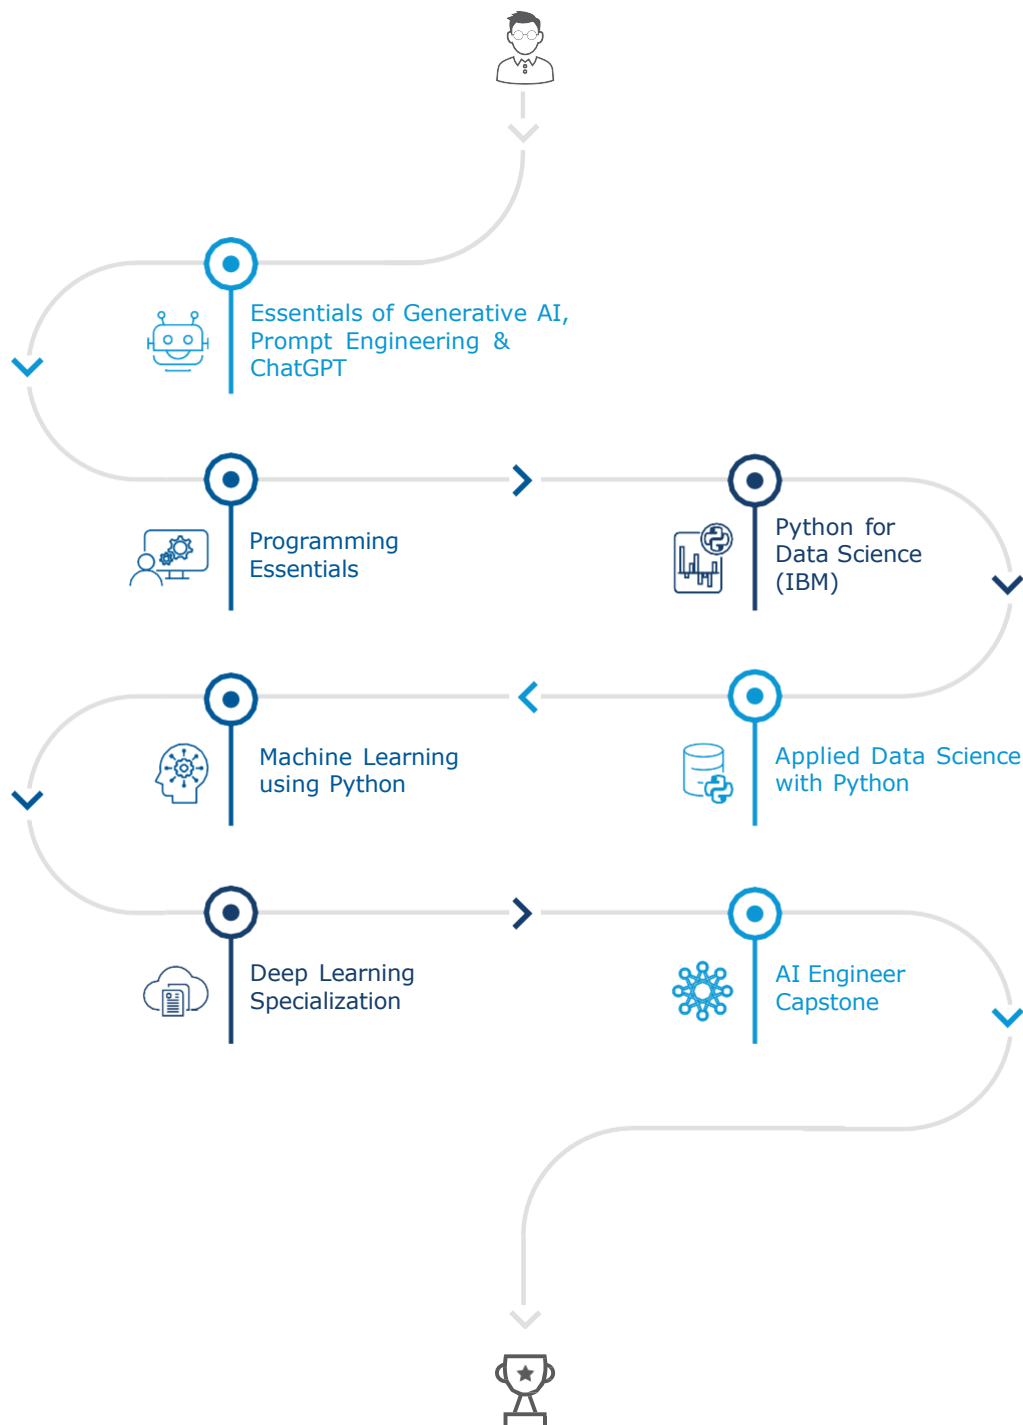 Essentials of Generative AI,
Prompt Engineering &
ChatGPT
Programming
Essentials
Python for
Data Science
(IBM)
Machine Learning
using Python
Applied Data Science
with Python
Deep Learning
Specialization
AI Engineer
Capstone